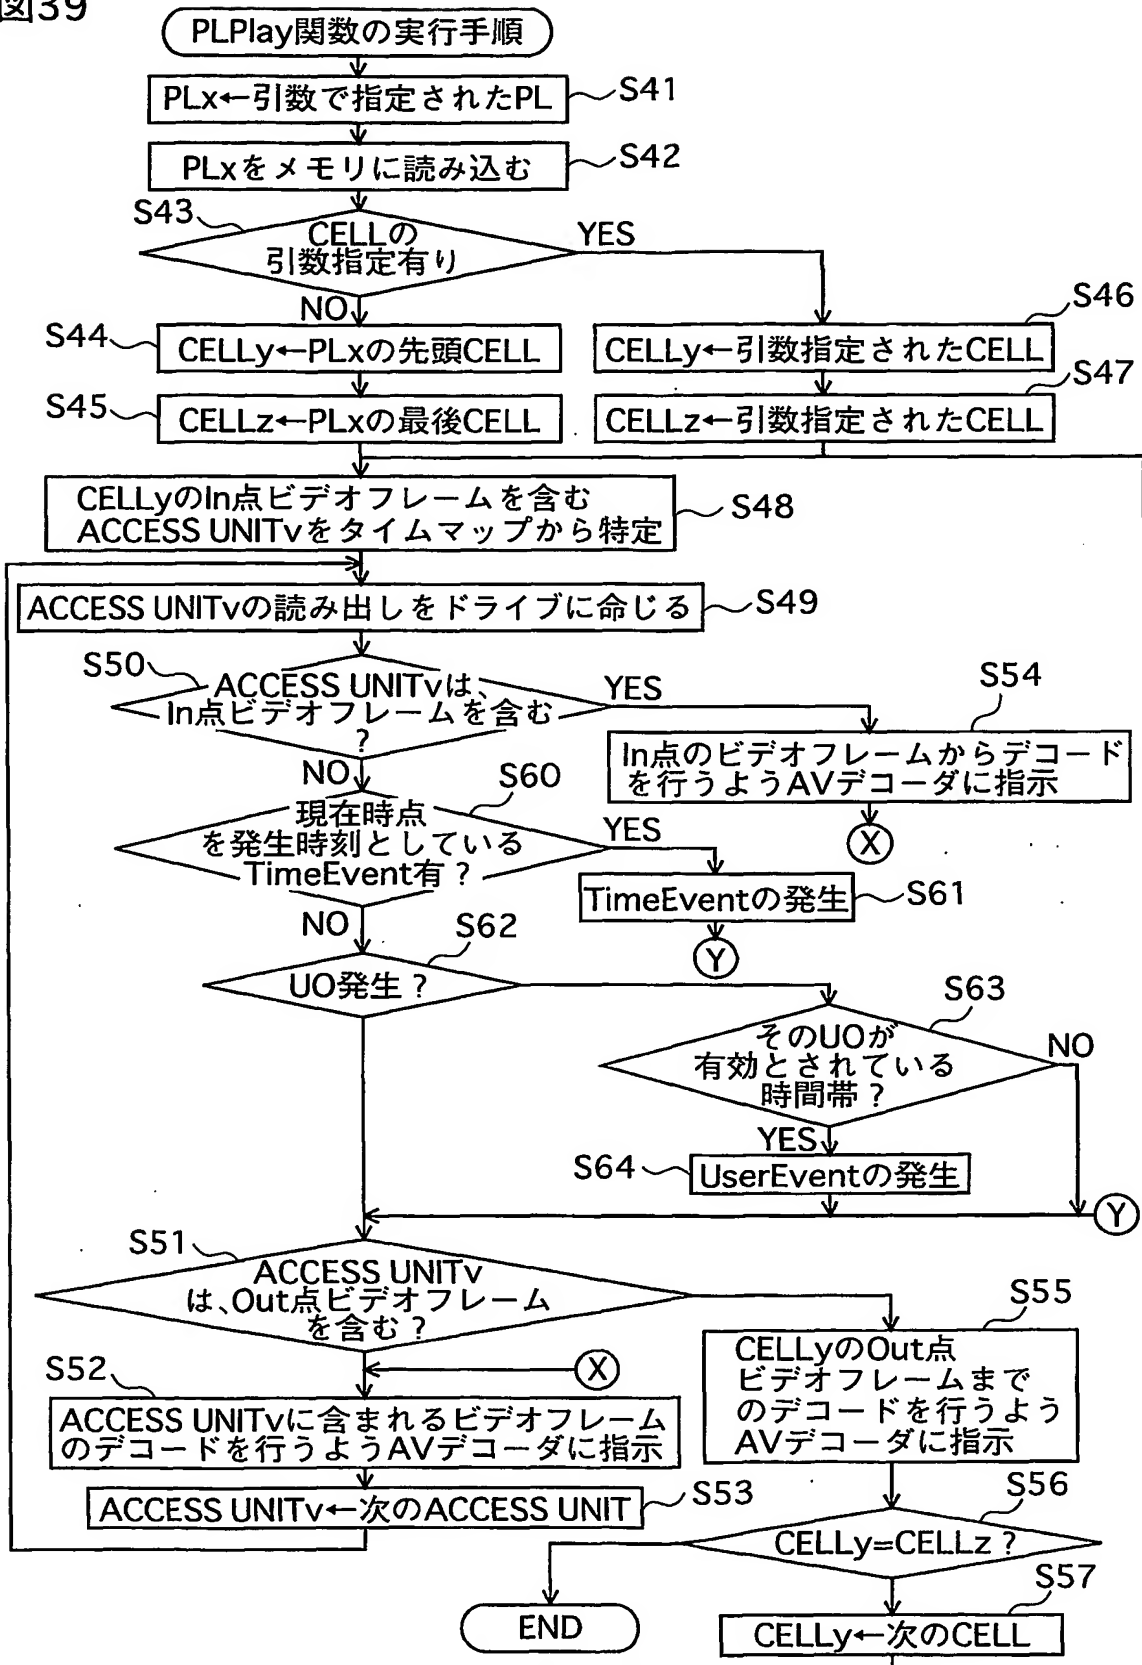 図39
PLPlay関数の実行手順
PLx←引数で指定されたPL
S41
PLxをメモリに読み込む
S42
S43
CELLの
引数指定有り
YES
NO
S44
CELLy←PLxの先頭CELL
S46
CELLy←引数指定されたCELL
S45
CELLz←PLxの最後CELL
S47
CELLz←引数指定されたCELL
CELLyのIn点ビデオフレームを含む
ACCESS UNITvをタイムマップから特定
S48
ACCESS UNITvの読み出しをドライブに命じる
S49
S50
ACCESS UNITvは、
In点ビデオフレームを含む
?
YES
NO
S54
In点のビデオフレームからデコード
を行うようAVデコーダに指示
X
S60
現在時点
を発生時刻としている
TimeEvent有?
YES
NO
TimeEventの発生
S61
Y
S62
UO発生?
S63
そのUOが
有効とされている
時間帯?
NO
YES
S64
UserEventの発生
Y
S51
ACCESS UNITv
は、Out点ビデオフレーム
を含む?
S55
CELLyのOut点
ビデオフレームまで
のデコードを行うよう
AVデコーダに指示
X
S52
ACCESS UNITvに含まれるビデオフレーム
のデコードを行うようAVデコーダに指示
ACCESS UNITv←次のACCESS UNIT
S53
S56
CELLy=CELLz?
END
S57
CELLy←次のCELL